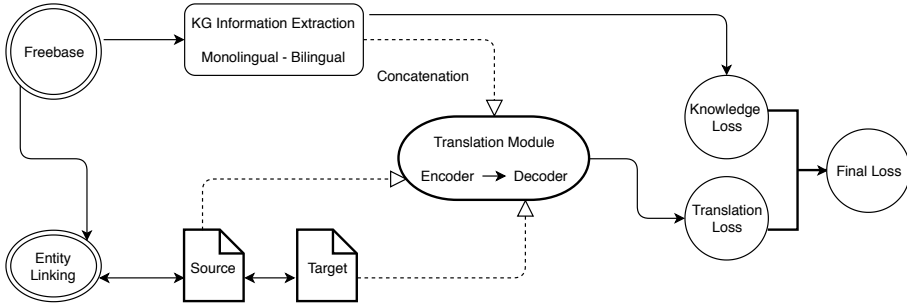 Freebase
KG Information Extraction
Monolingual - Bilingual
Concatenation
Knowledge
Loss
Translation Module
Encoder
Decoder
Final Loss
Translation
Loss
Entity
Linking
Source
Target